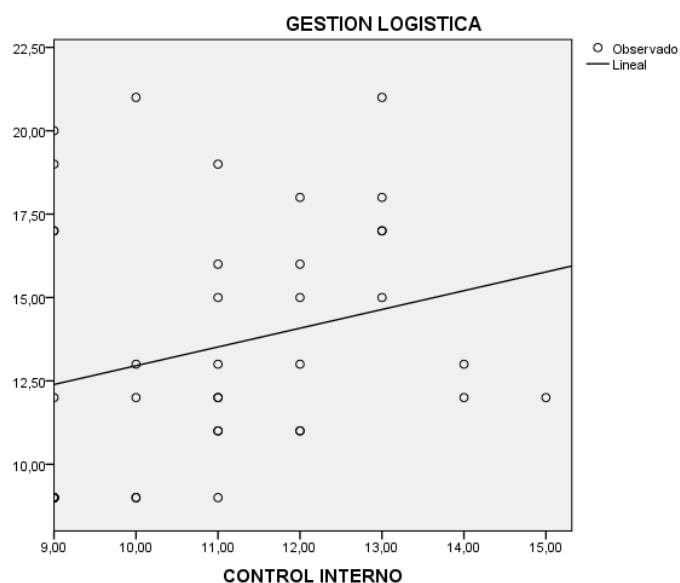 GESTION LOGISTICA
Observado
Lineal
22,50
20,00
17,50
15,00
12,50
10,00
9,00 10,00 11,00 12,00 13,00 14,00 15,00
CONTROL INTERNO